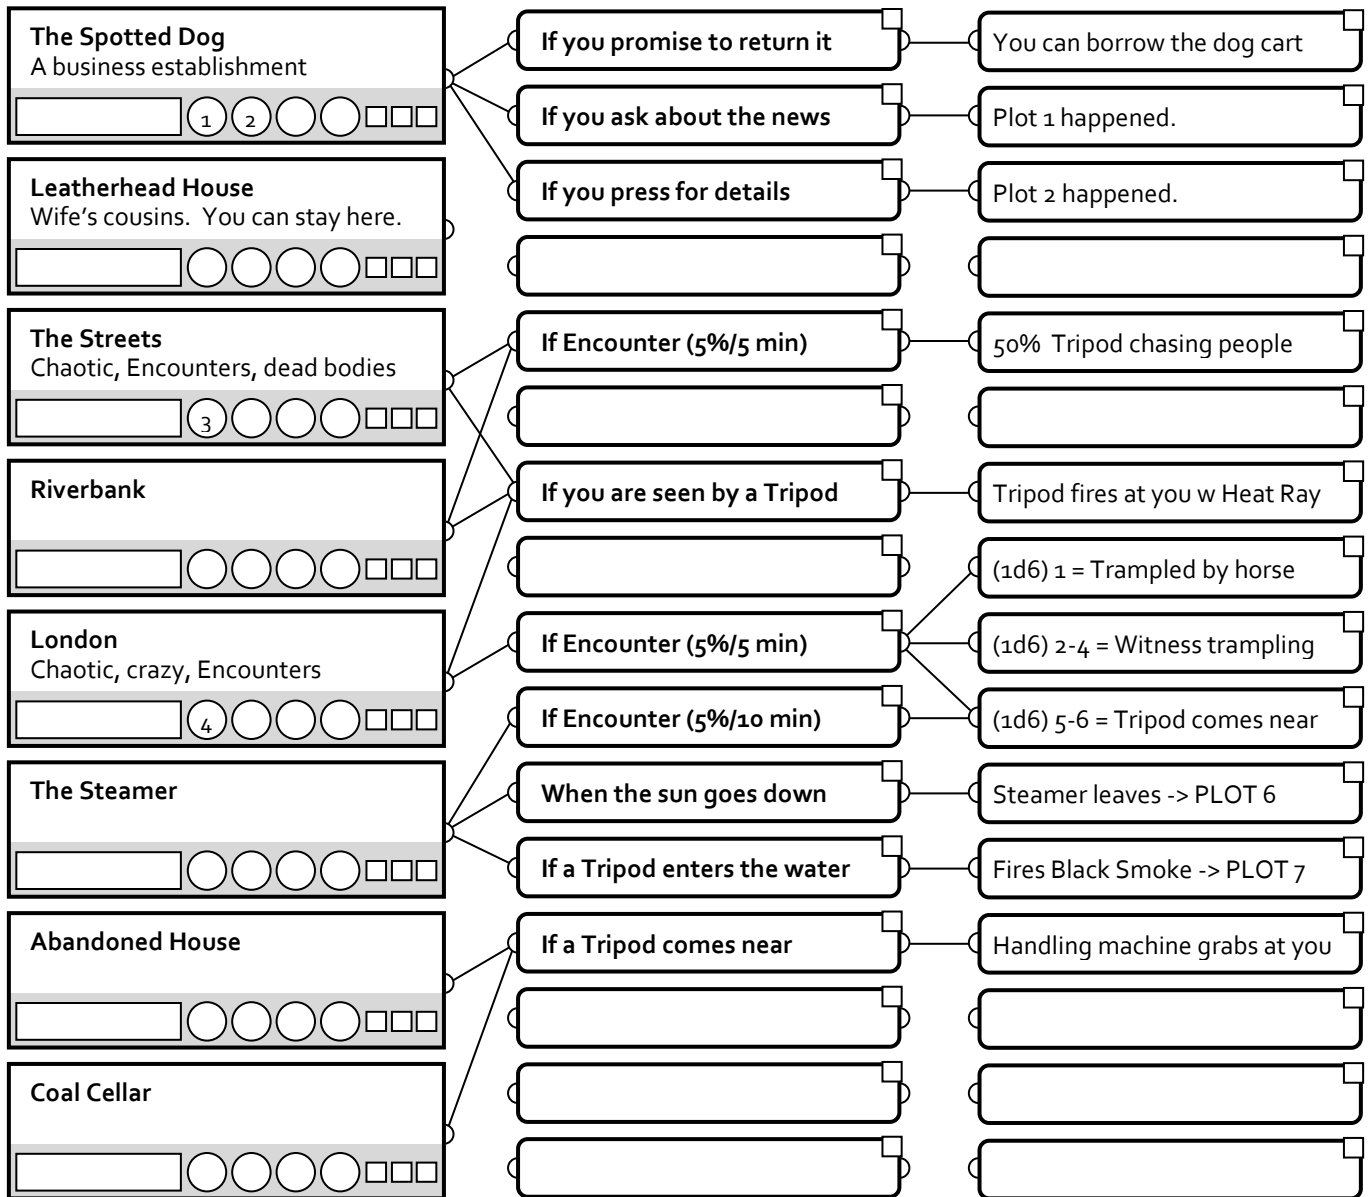 The Spotted Dog
A business establishment
1 2
Leatherhead House
Wife's cousins. You can stay here.
The Streets
Chaotic, Encounters, dead bodies
3
Riverbank
London
Chaotic, crazy, Encounters
4
The Steamer
Abandoned House
Coal Cellar
If you promise to return it
If you ask about the news
If you press for details
If Encounter (5%/5 min)
If you are seen by a Tripod
If Encounter (5%/5 min)
If Encounter (5%/10 min)
When the sun goes down
If a Tripod enters the water
If a Tripod comes near
You can borrow the dog cart
Plot 1 happened.
Plot 2 happened.
50% Tripod chasing people
Tripod fires at you w Heat Ray
(1d6) 1 = Trampled by horse
(1d6) 2-4 = Witness trampling
(1d6) 5-6 = Tripod comes near
Steamer leaves -> PLOT 6
Fires Black Smoke -> PLOT 7
Handling machine grabs at you